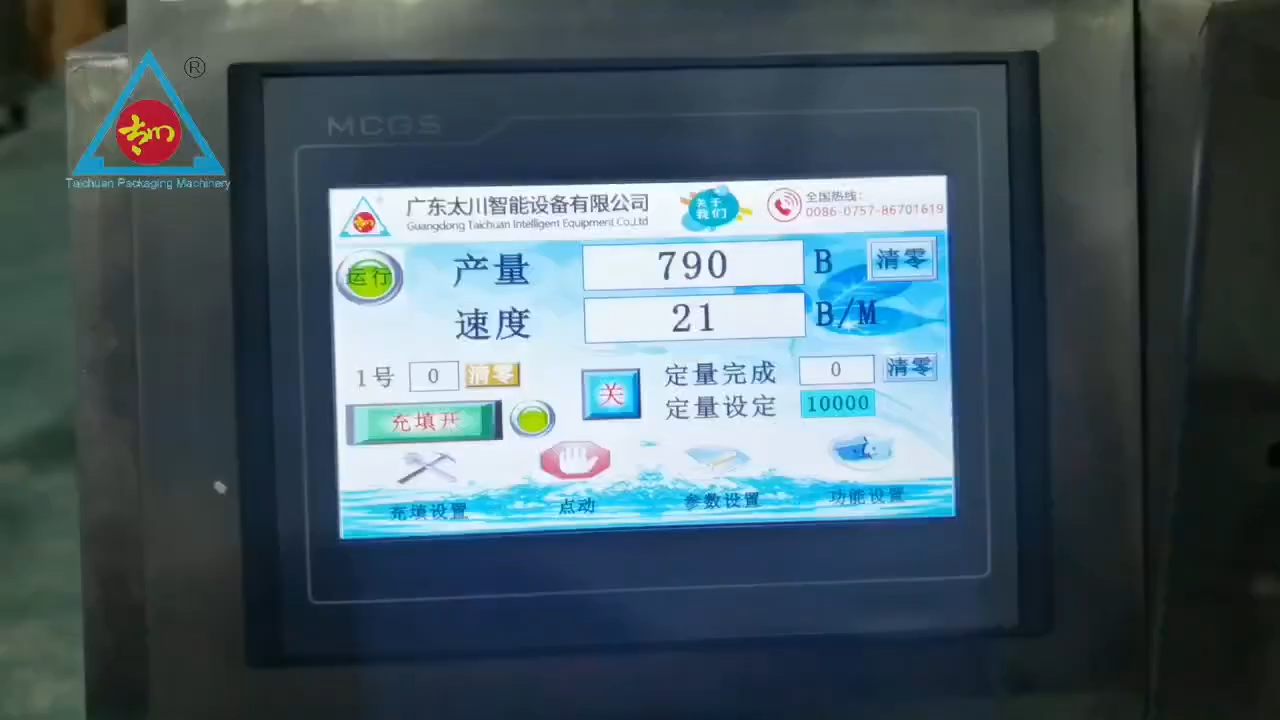 太川
®
Taichuan Packaging Machinery
MCGS
太川
广东太川智能设备有限公司
Guangdong Taichuan Intelligent Equipment Co.,Ltd
关于
我们
全国热线:
0086-0757-86701619
运行
产量
790
B
清零
速度
21
B/M
1号
0
清零
关
定量完成
0
清零
充填开
定量设定
10000
充填设置
点动
参数设置
功能设置